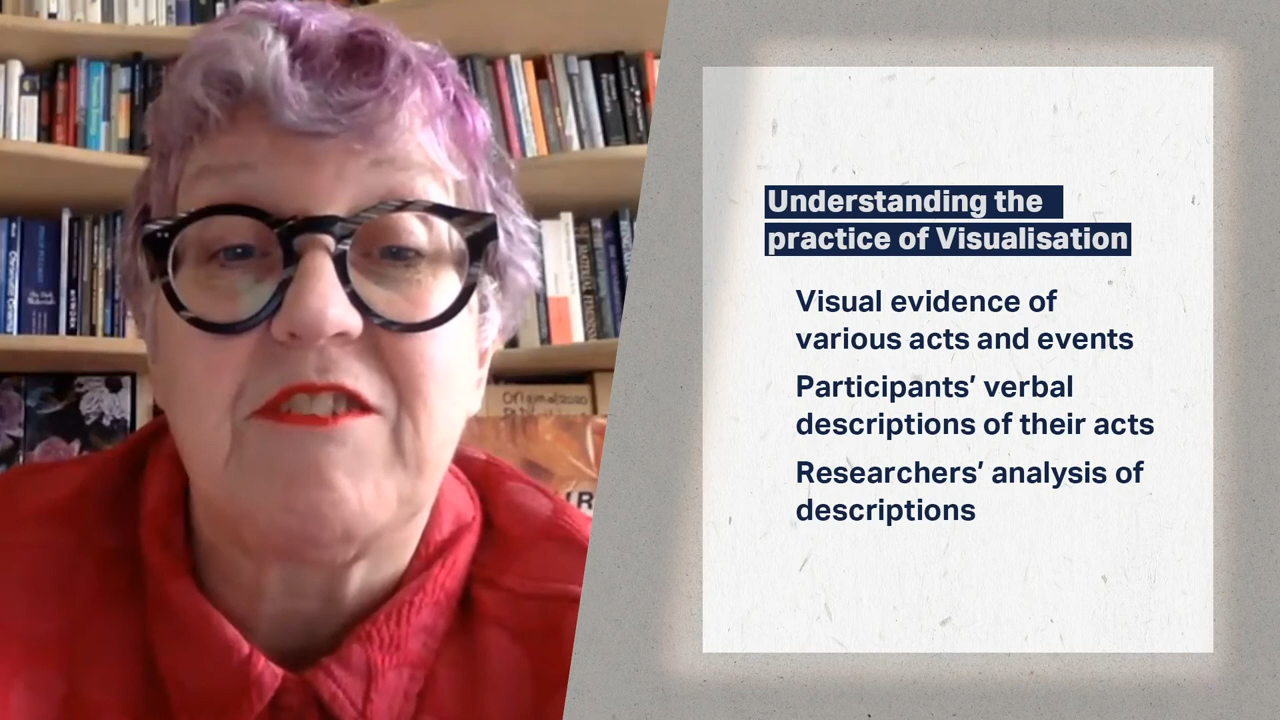 Understanding the
practice of Visualisation
Visual evidence of
various acts and events
Participants’ verbal
descriptions of their acts
Researchers’ analysis of
descriptions